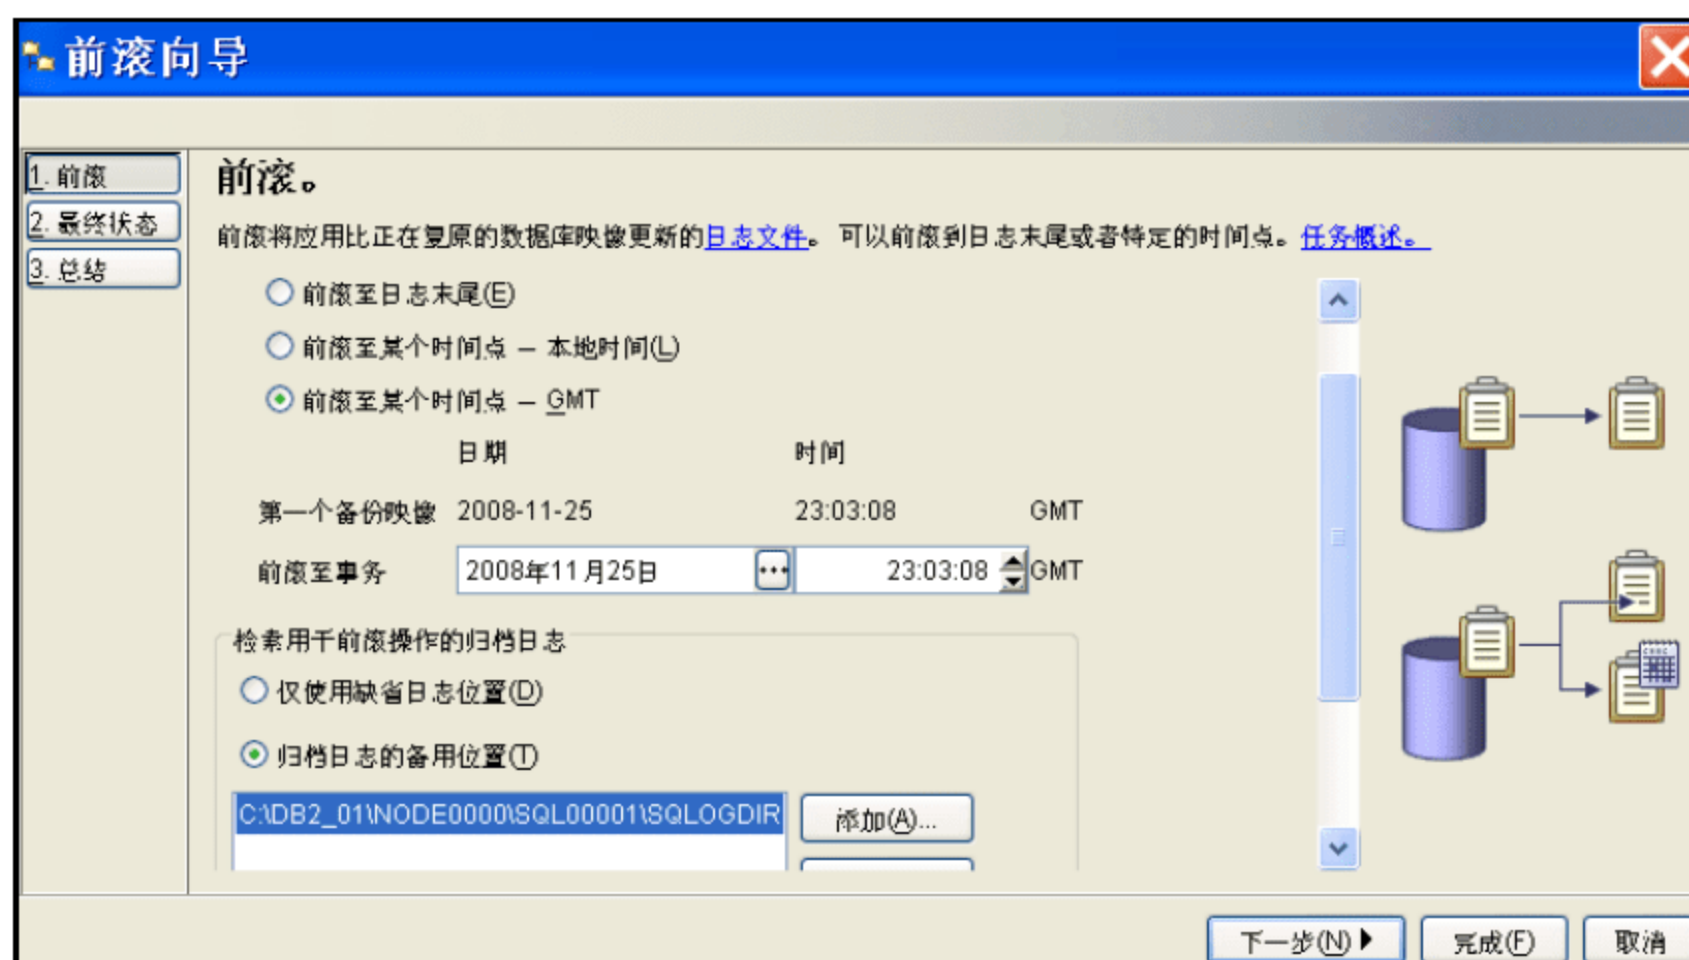 前滚向导
1. 前滚
2. 最终状态
3. 总结
前滚。
前滚将应用比正在复原的数据库映像更新的日志文件。 可以前滚到日志末尾或者特定的时间点。任务概述。
前滚至日志末尾(E)
前滚至某个时间点 – 本地时间(L)
前滚至某个时间点 – GMT
日期 时间
第一个备份映像 2008-11-25 23:03:08 GMT
前滚至事务 2008年11月25日 ... 23:03:08 GMT
检索用于前滚操作的归档日志
仅使用缺省日志位置(D)
归档日志的备用位置(T)
C:\DB2_01\NODE0000\SQL00001\SQLOGDIR 添加(A)...
下一步(N) 完成(F) 取消